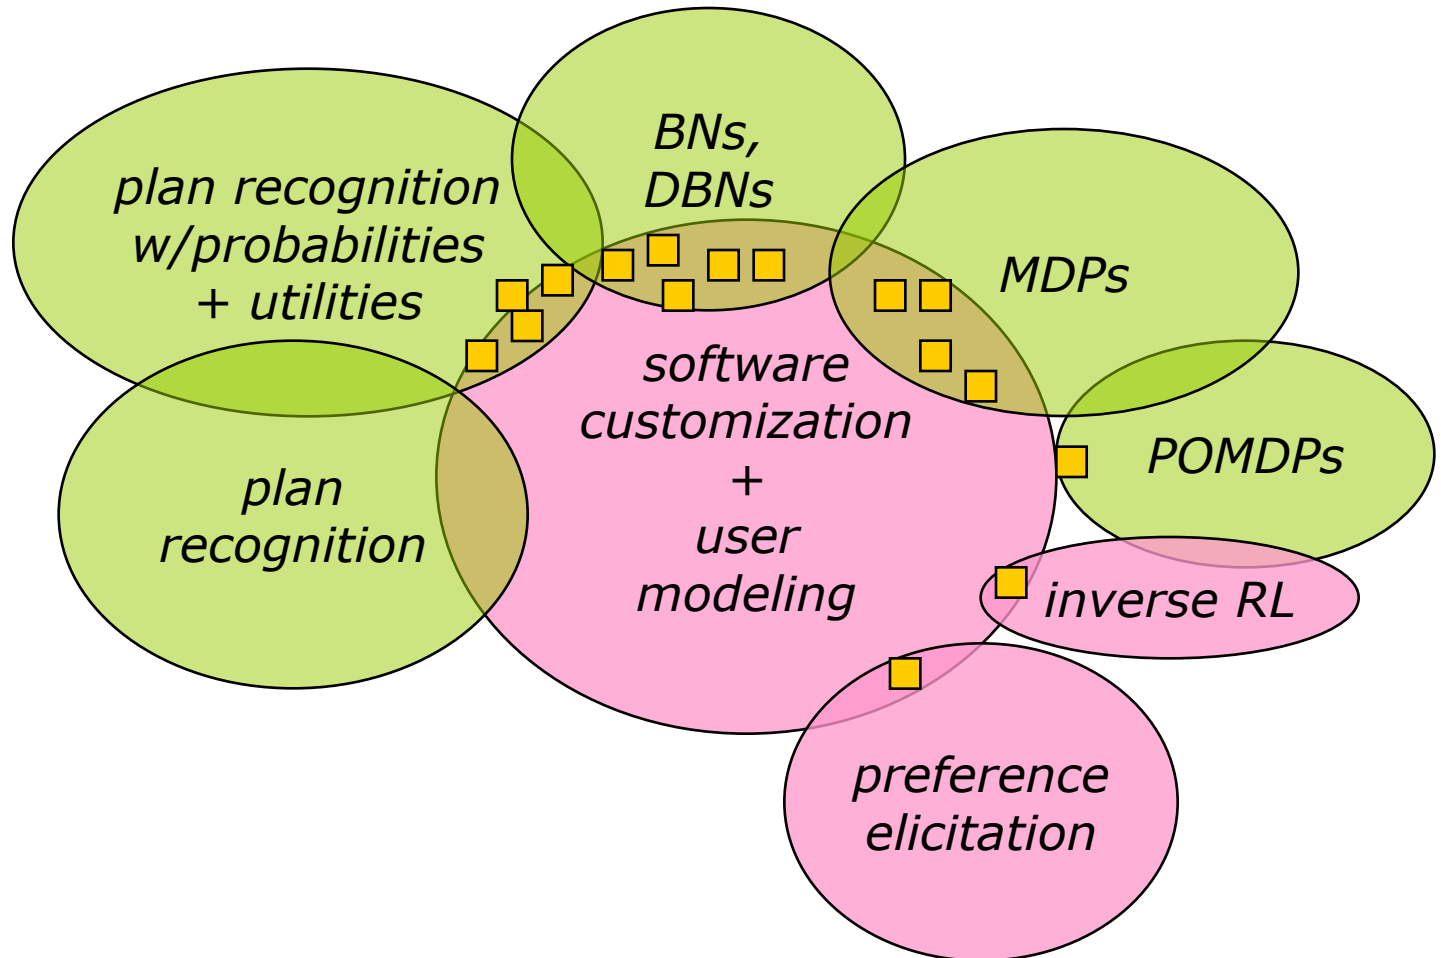 BNs,
DBNs
plan recognition
w/probabilities
+ utilities
MDPs
software
customization
+
user
modeling
POMDPs
plan
recognition
inverse RL
preference
elicitation